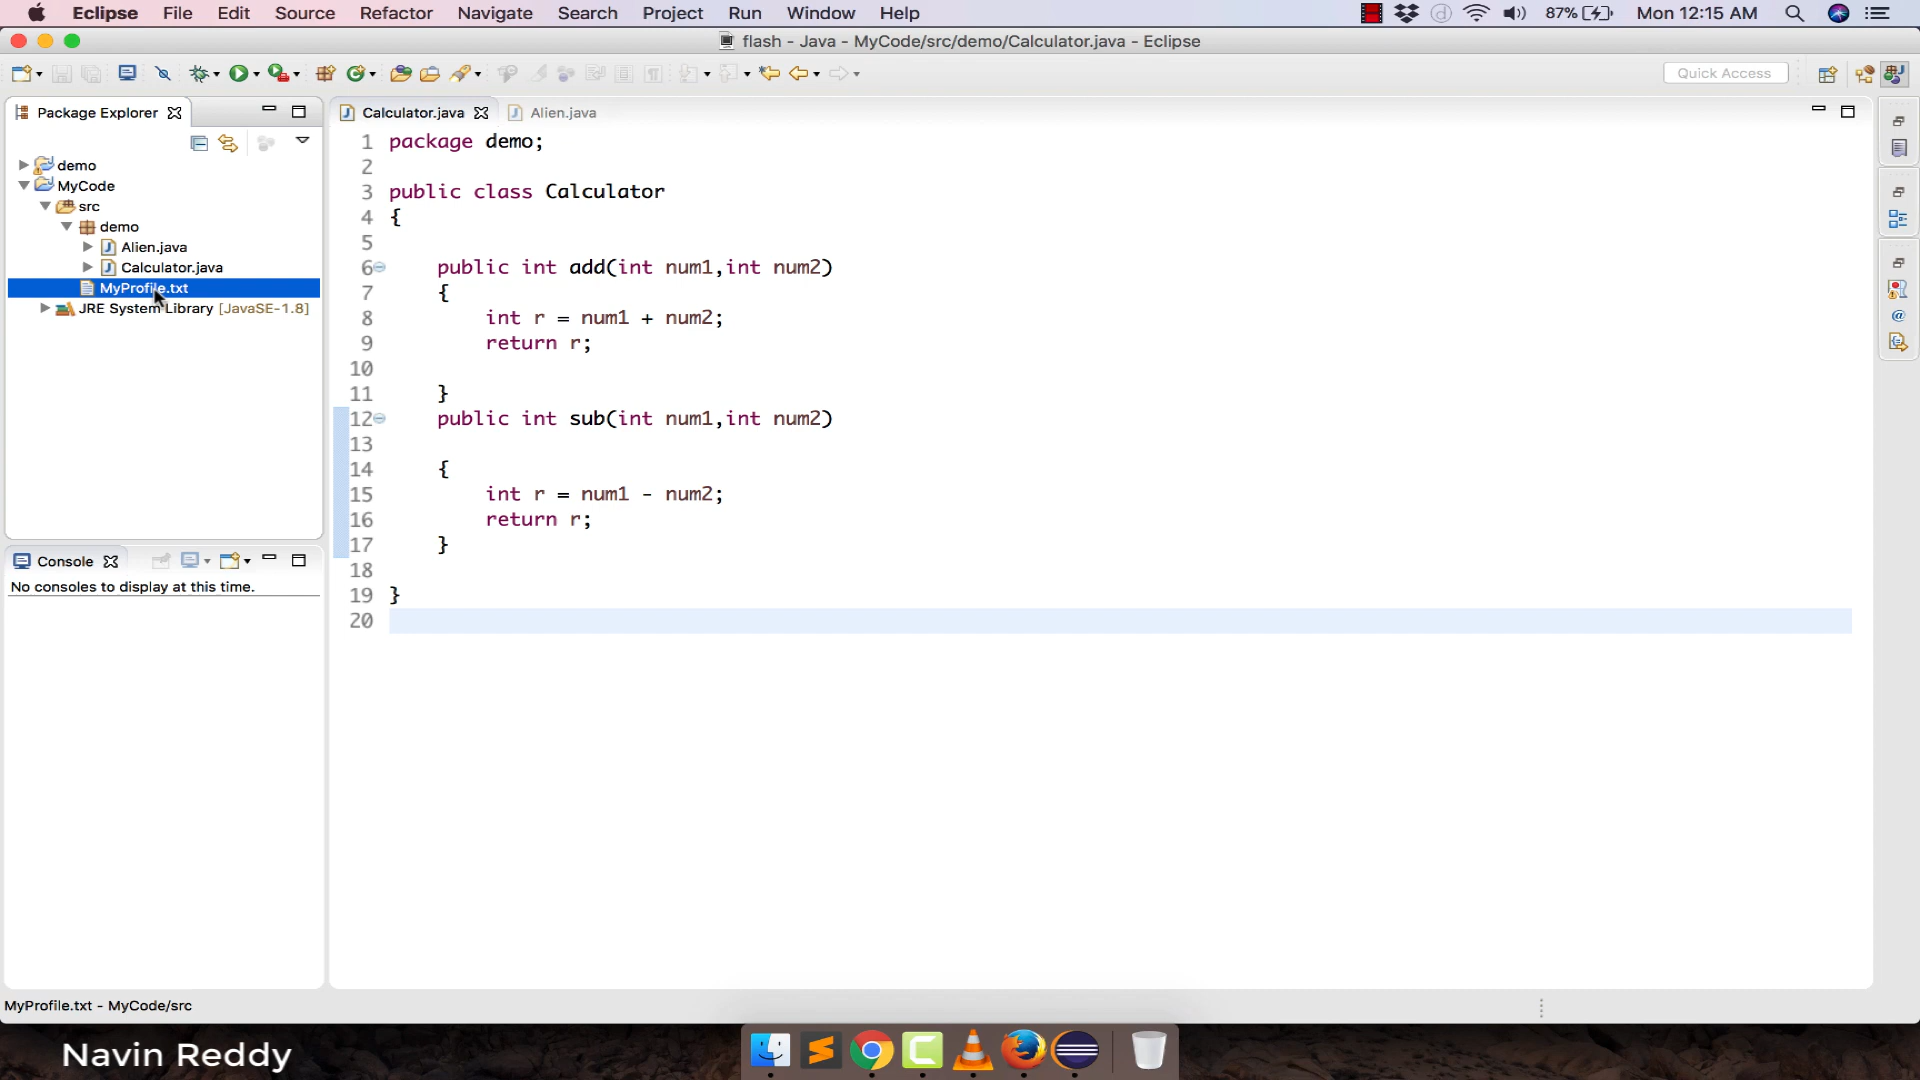 Eclipse File Edit Source Refactor Navigate Search Project Run Window Help 87% Mon 12:15 AM
flash - Java - MyCode/src/demo/Calculator.java - Eclipse
Quick Access
Package Explorer
demo
MyCode
src
demo
Alien.java
Calculator.java
MyProfile.txt
JRE System Library [JavaSE-1.8]
Console
No consoles to display at this time.
Calculator.java Alien.java
1 package demo;
2
3 public class Calculator
4 {
5
6 public int add(int num1,int num2)
7 {
8 int r = num1 + num2;
9 return r;
10
11 }
12 public int sub(int num1,int num2)
13
14 {
15 int r = num1 - num2;
16 return r;
17 }
18
19 }
20
MyProfile.txt - MyCode/src
Navin Reddy